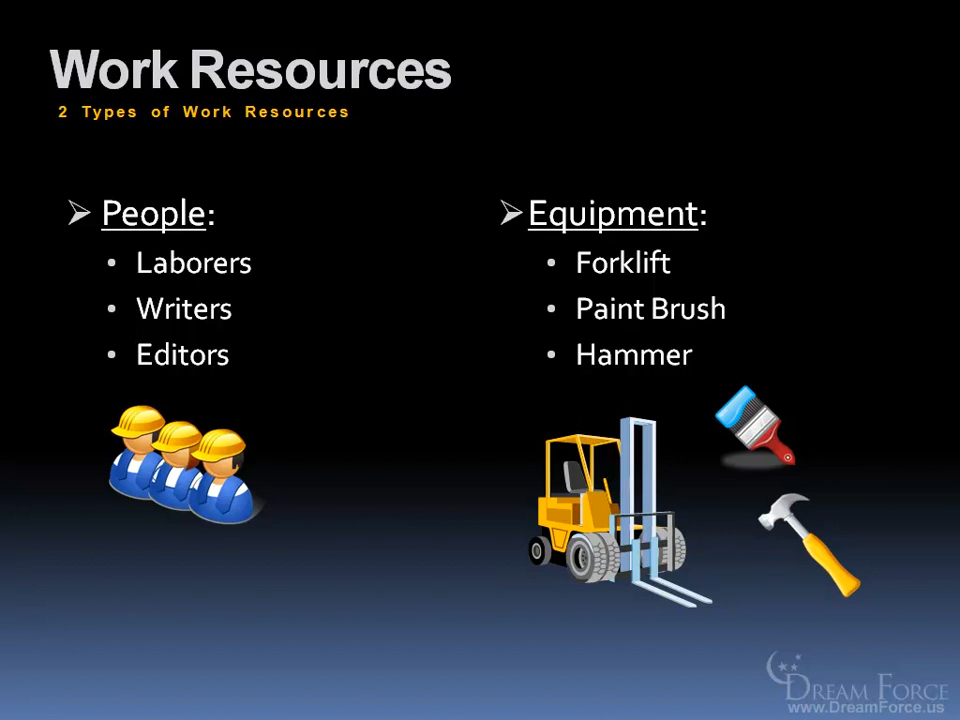 Work Resources
2 Types of Work Resources
People:
Laborers
Writers
Editors
Equipment:
Forklift
Paint Brush
Hammer
DREAM FORCE
www.DreamForce.us